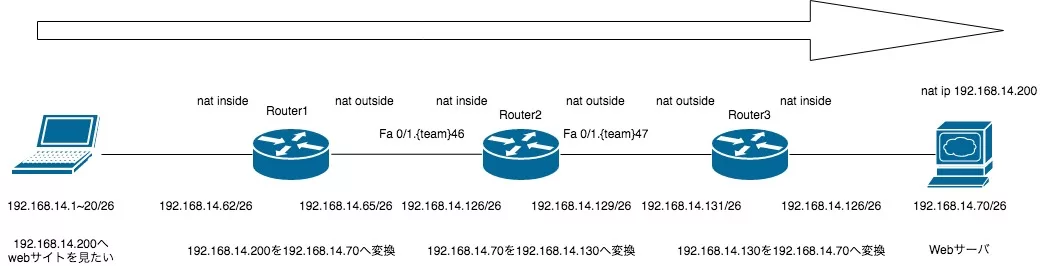 nat ip 192.168.14.200
nat inside
nat outside
nat inside
nat outside
nat outside
nat inside
Router1
Router2
Router3
Fa 0/1.{team}46
Fa 0/1.{team}47
192.168.14.1~20/26
192.168.14.62/26
192.168.14.65/26
192.168.14.126/26
192.168.14.129/26
192.168.14.131/26
192.168.14.126/26
192.168.14.70/26
192.168.14.200へ
webサイトを見たい
192.168.14.200を192.168.14.70へ変換
192.168.14.70を192.168.14.130へ変換
192.168.14.130を192.168.14.70へ変換
Webサーバ